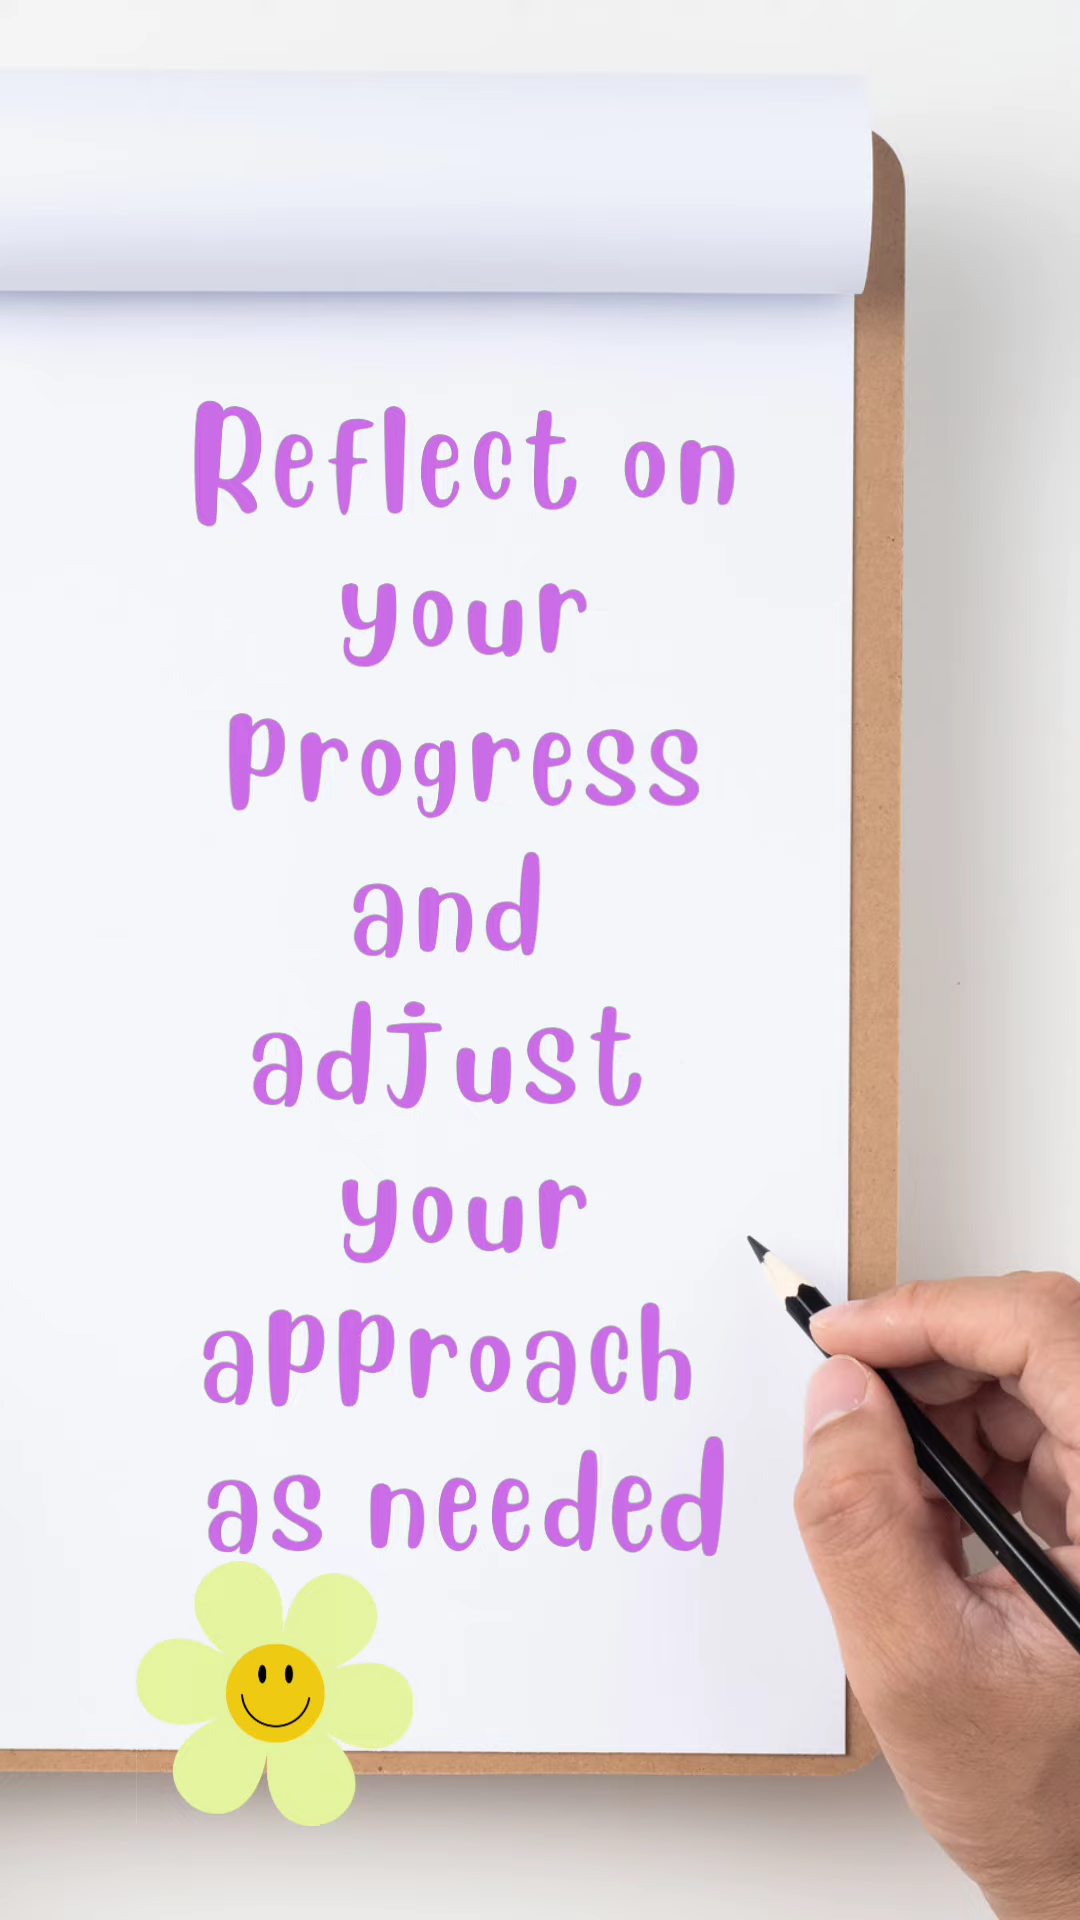 Reflect on
your
Progress
and
adjust
your
approach
as needed